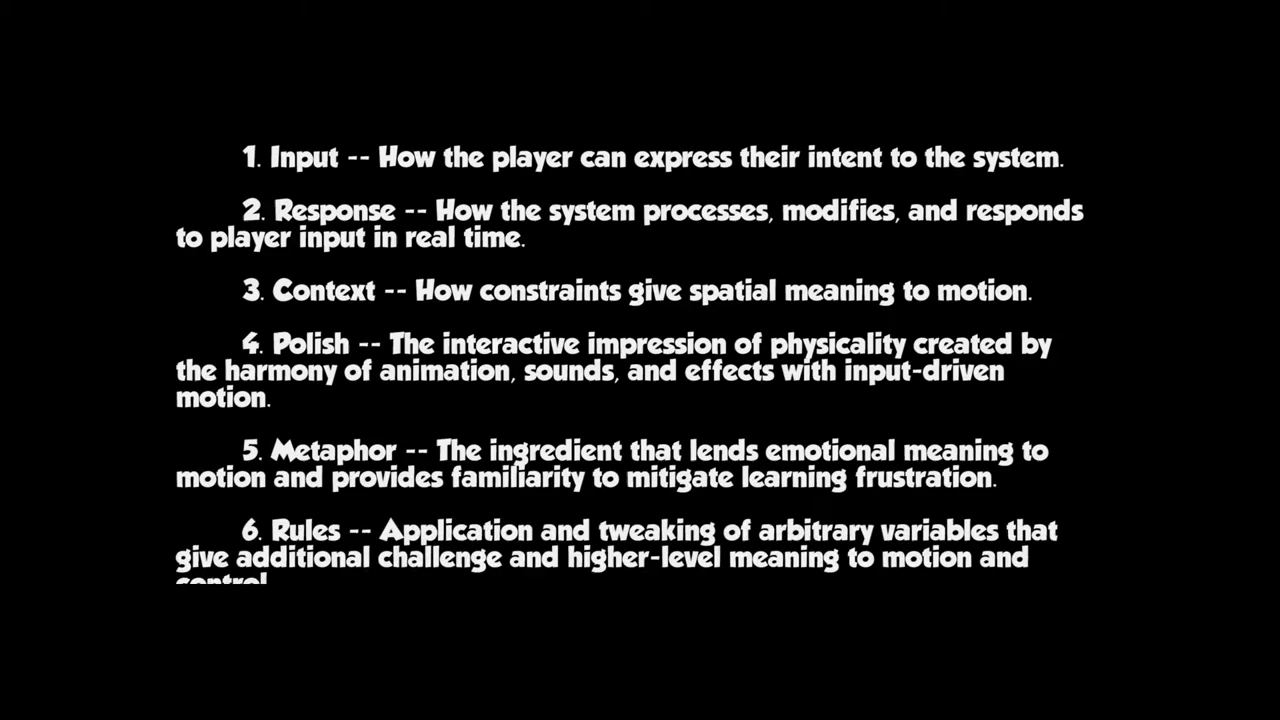 1. Input -- How the player can express their intent to the system.
2. Response -- How the system processes, modifies, and responds
to player input in real time.
3. Context -- How constraints give spatial meaning to motion.
4. Polish -- The interactive impression of physicality created by
the harmony of animation, sounds, and effects with input-driven
motion.
5. Metaphor -- The ingredient that lends emotional meaning to
motion and provides familiarity to mitigate learning frustration.
6. Rules -- Application and tweaking of arbitrary variables that
give additional challenge and higher-level meaning to motion and
control